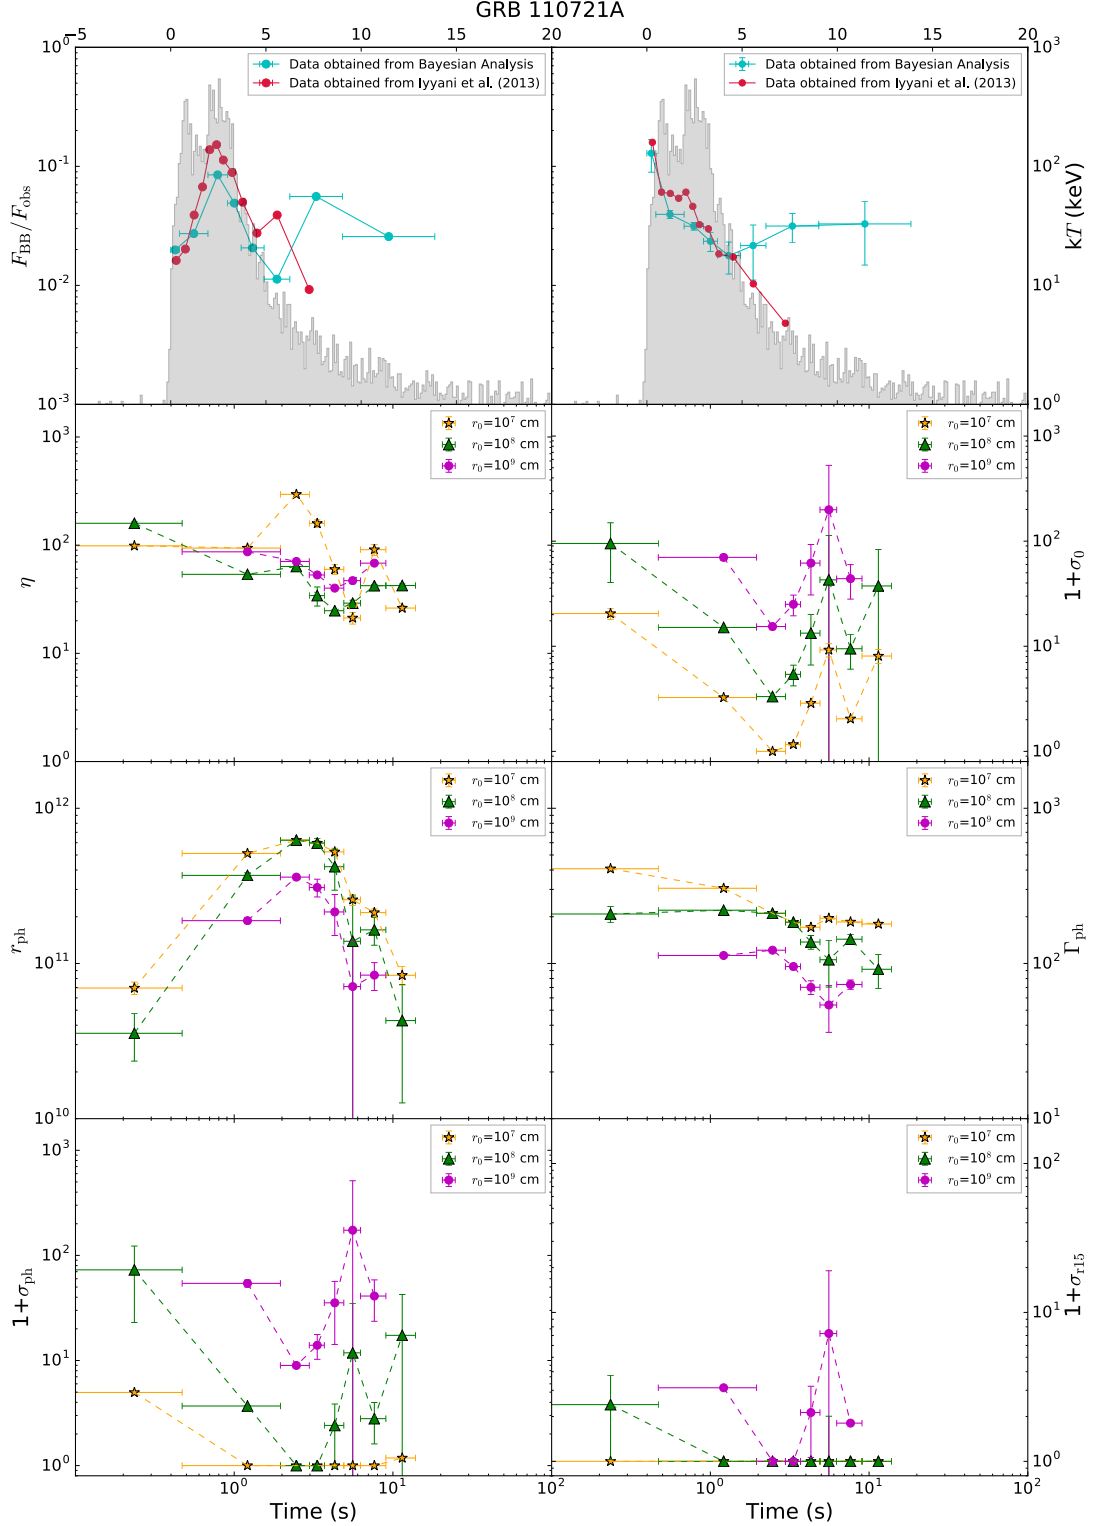 GRB 110721A
−5 0 5 10 15 20
0 5 10 15 20
Data obtained from Bayesian Analysis
Data obtained from Iyyani et al. (2013)
Data obtained from Bayesian Analysis
Data obtained from Iyyani et al. (2013)
10⁰
10⁻¹
10⁻²
10⁻³
F_BB/F_obs
10³
10²
10¹
10⁰
kT (keV)
r₀=10⁷ cm
r₀=10⁸ cm
r₀=10⁹ cm
10³
10²
10¹
10⁰
η
r₀=10⁷ cm
r₀=10⁸ cm
r₀=10⁹ cm
10³
10²
10¹
10⁰
1+σ₀
r₀=10⁷ cm
r₀=10⁸ cm
r₀=10⁹ cm
10¹²
10¹¹
10¹⁰
r_ph
r₀=10⁷ cm
r₀=10⁸ cm
r₀=10⁹ cm
10³
10²
10¹
Γ_ph
r₀=10⁷ cm
r₀=10⁸ cm
r₀=10⁹ cm
10³
10²
10¹
10⁰
1+σ_ph
r₀=10⁷ cm
r₀=10⁸ cm
r₀=10⁹ cm
10²
10¹
10⁰
1+σ_r15
10⁰ 10¹ 10² 10⁰ 10¹ 10²
Time (s) Time (s)